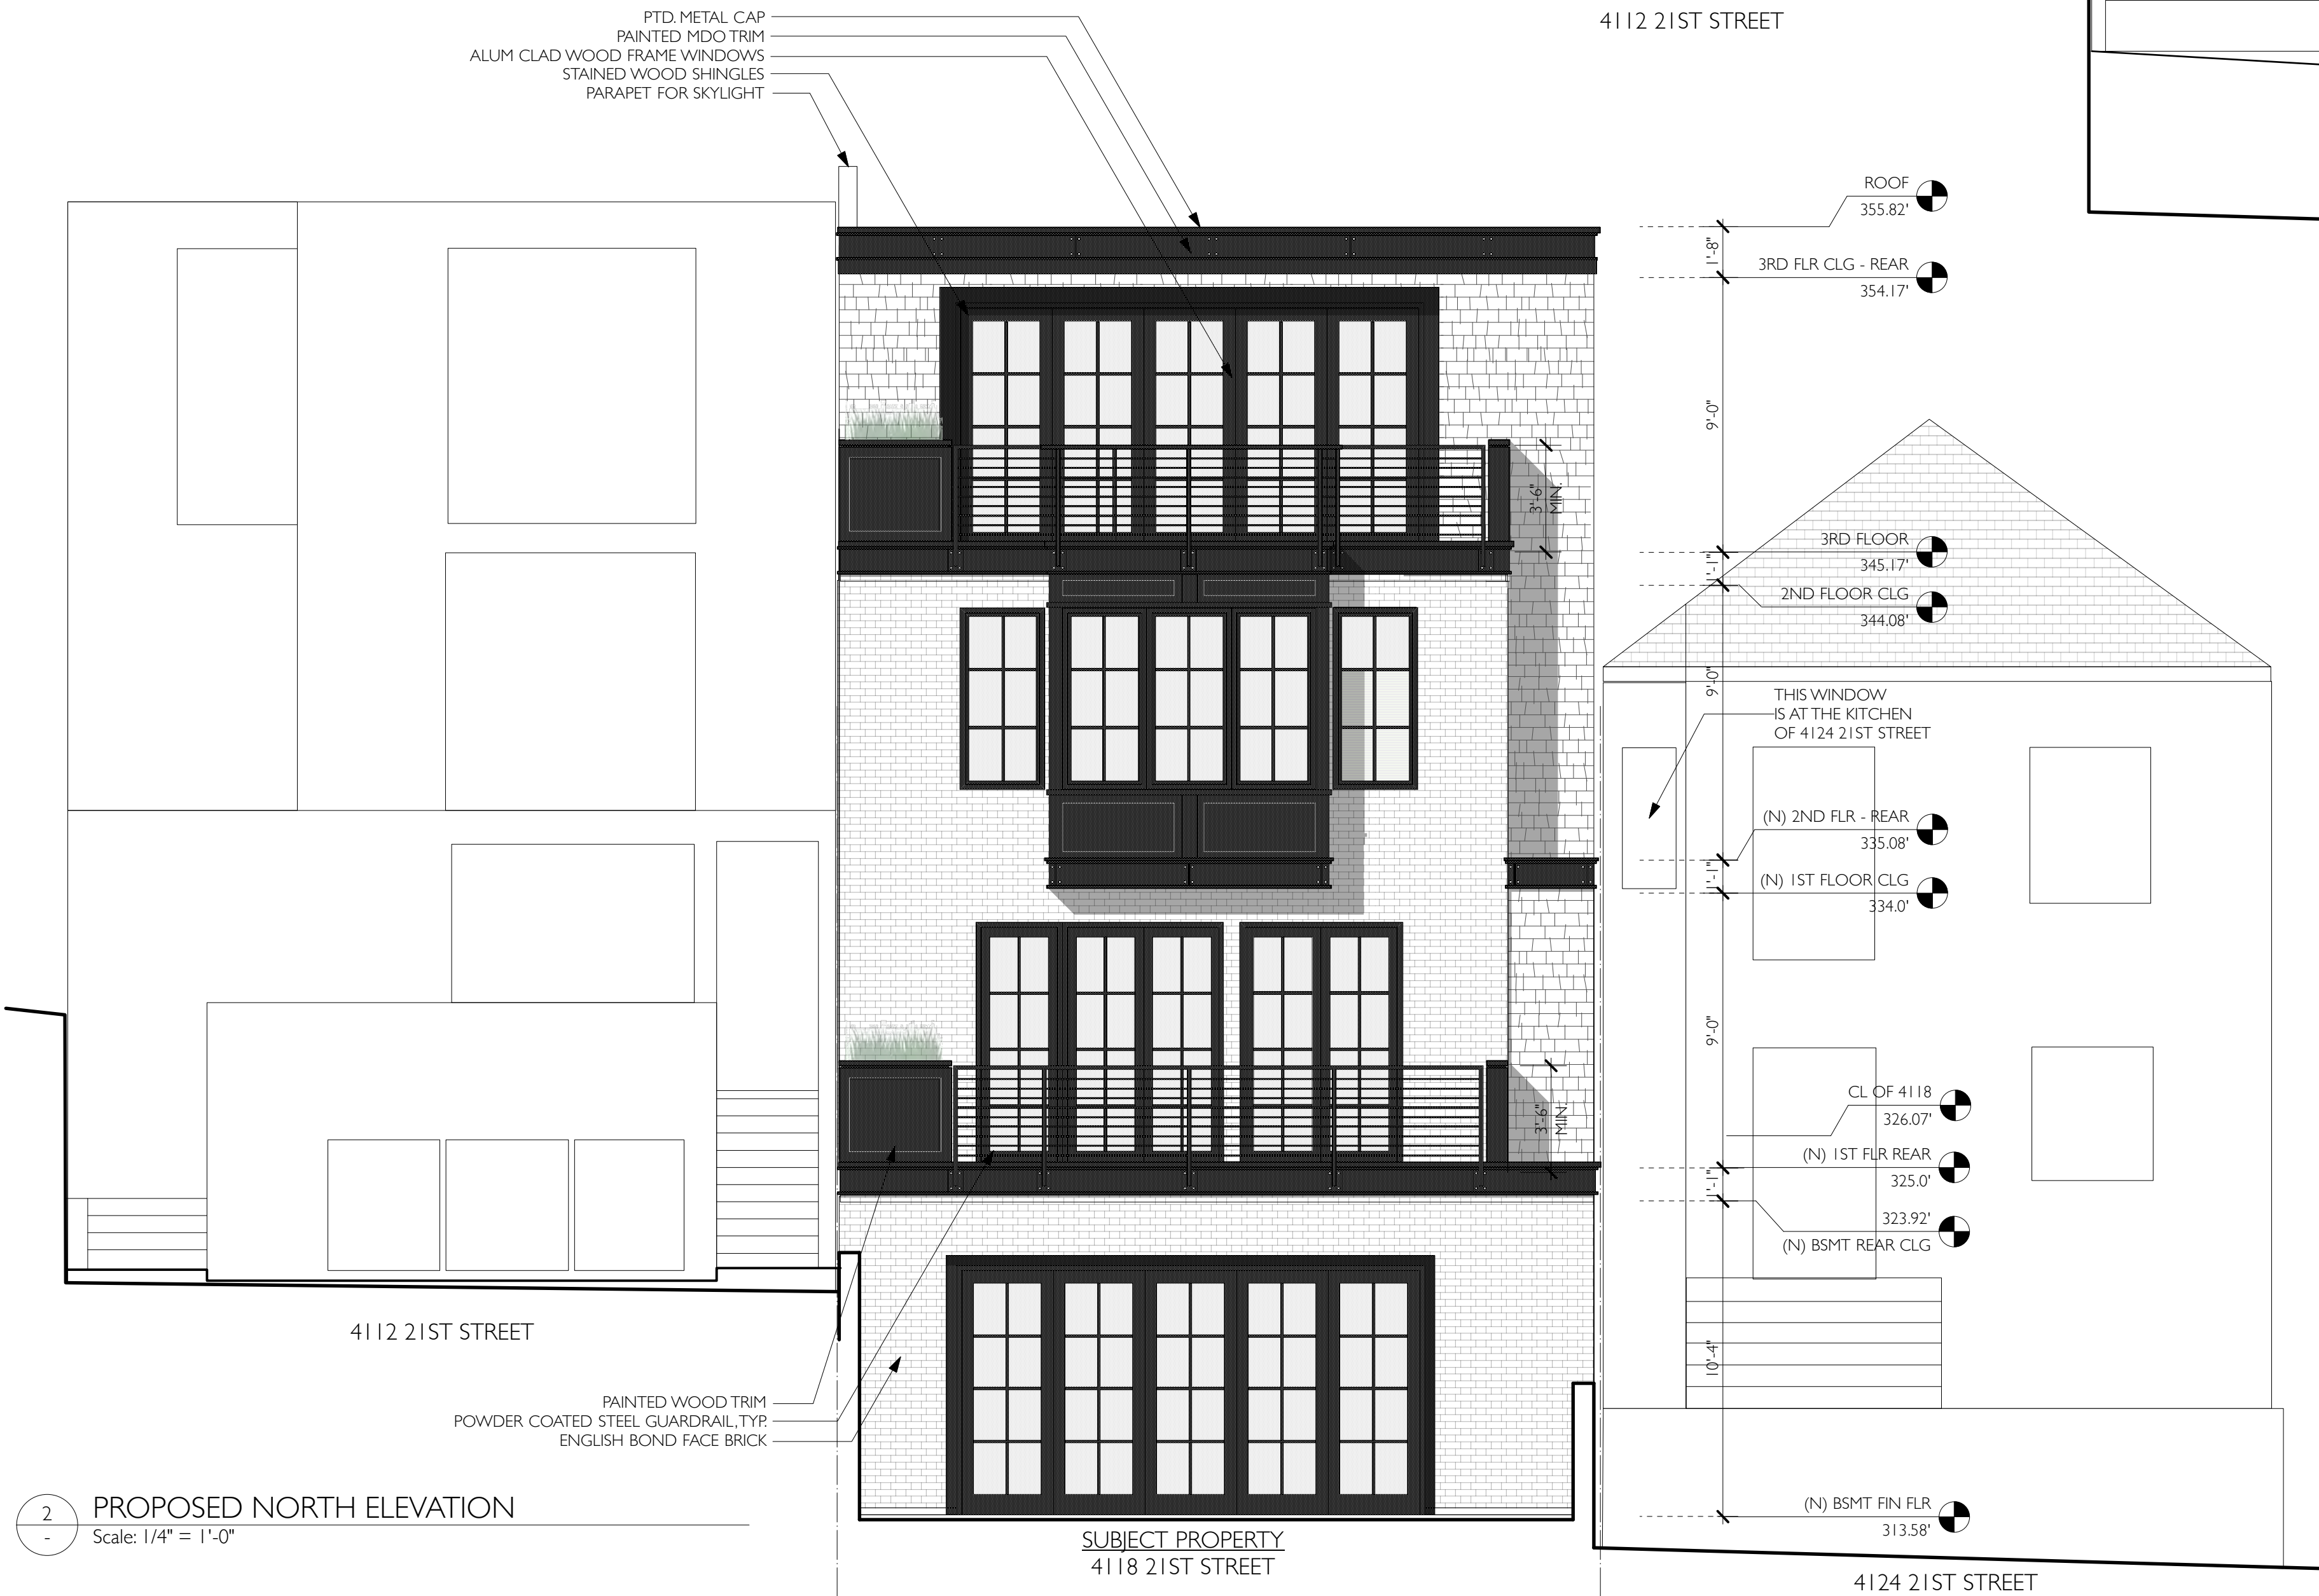 4112 21ST STREET
PTD. METAL CAP
PAINTED MDO TRIM
ALUM CLAD WOOD FRAME WINDOWS
STAINED WOOD SHINGLES
PARAPET FOR SKYLIGHT
ROOF
355.82'
1'-8"
3RD FLR CLG - REAR
354.17'
9'-0"
3'-6"
MIN.
3RD FLOOR
345.17'
1'-1"
2ND FLOOR CLG
344.08'
9'-0"
THIS WINDOW
IS AT THE KITCHEN
OF 4124 21ST STREET
(N) 2ND FLR - REAR
335.08'
1'-1"
(N) 1ST FLOOR CLG
334.0'
9'-0"
3'-6"
MIN.
CL OF 4118
326.07'
(N) 1ST FLR REAR
325.0'
1'-1"
323.92'
(N) BSMT REAR CLG
10'-4"
4112 21ST STREET
PAINTED WOOD TRIM
POWDER COATED STEEL GUARDRAIL, TYP.
ENGLISH BOND FACE BRICK
(N) BSMT FIN FLR
313.58'
2
-
PROPOSED NORTH ELEVATION
Scale: 1/4" = 1'-0"
SUBJECT PROPERTY
4118 21ST STREET
4124 21ST STREET